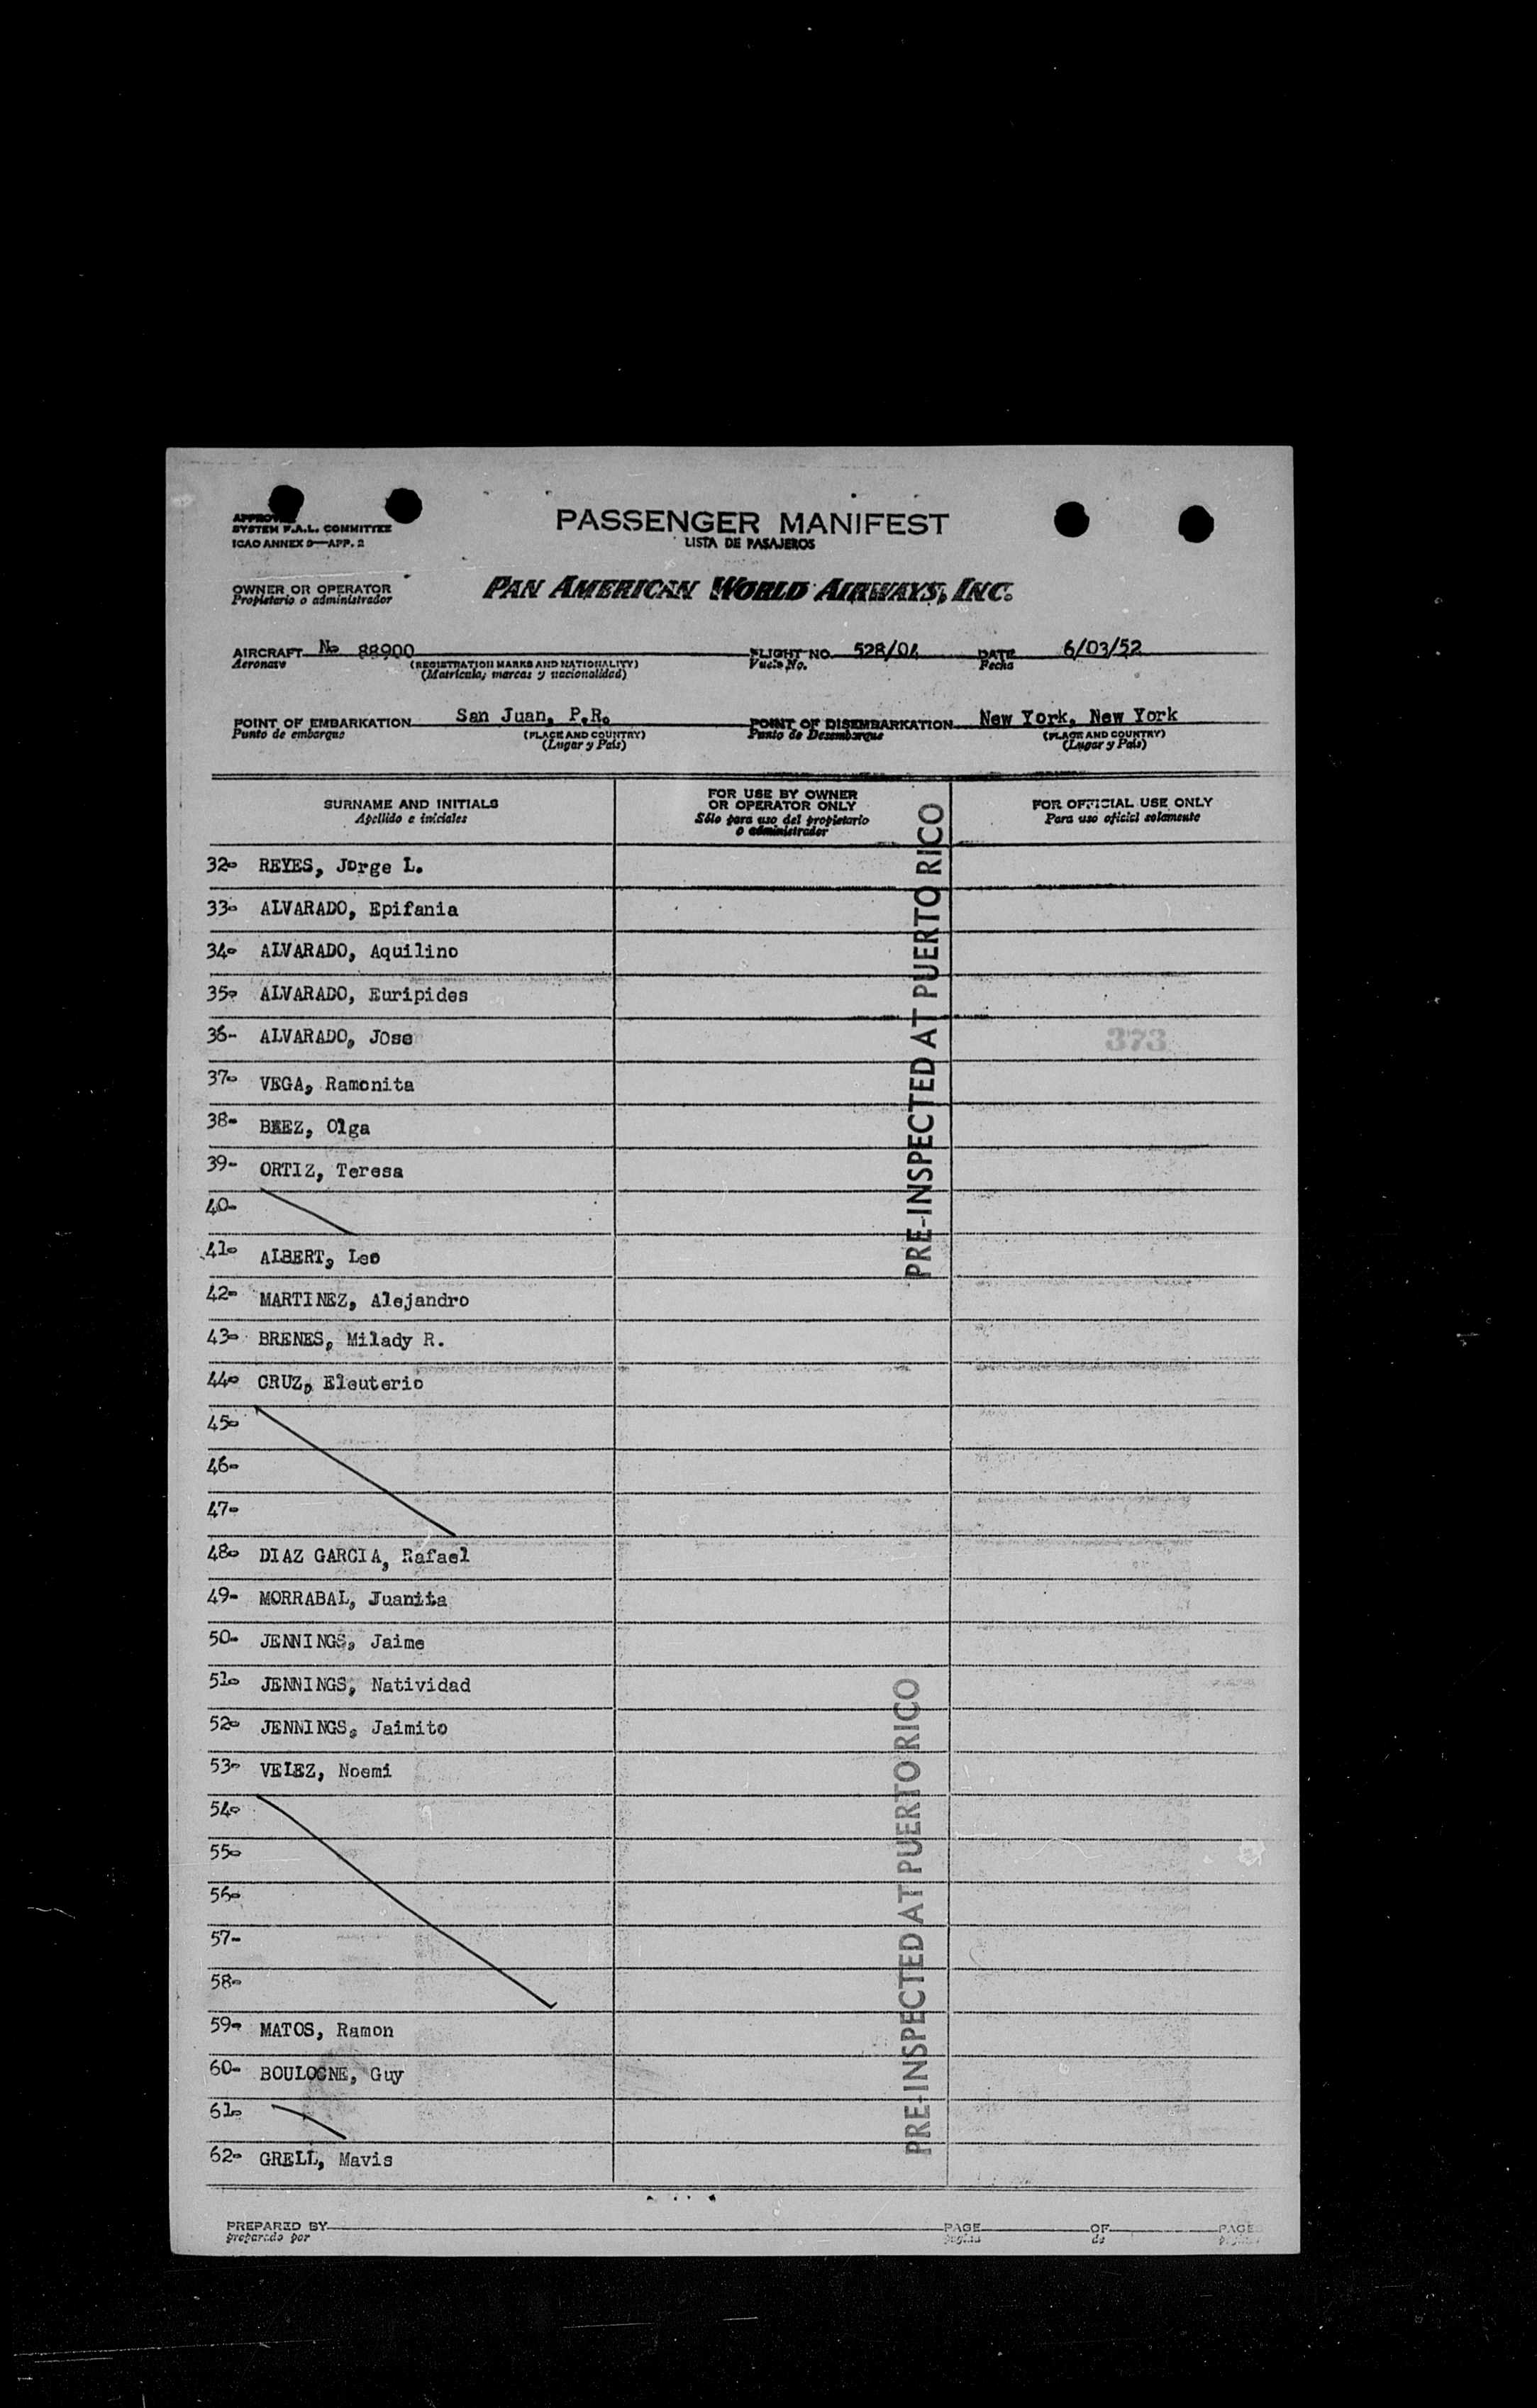 APPROVED
SYSTEM F.A.L. COMMITTEE
ICAO ANNEX 9—APP. 2
PASSENGER MANIFEST
LISTA DE PASAJEROS
OWNER OR OPERATOR
Propietario o administrador
PAN AMERICAN WORLD AIRWAYS, INC.
AIRCRAFT No 88900 FLIGHT NO. 528/04 DATE 6/03/52
Aeronave (REGISTRATION MARKS AND NATIONALITY) Vuelo No. Fecha
(Matrícula, marcas y nacionalidad)
POINT OF EMBARKATION San Juan, P.R. POINT OF DISEMBARKATION New York, New York
Punto de embarque (PLACE AND COUNTRY) Punto de Desembarque (PLACE AND COUNTRY)
(Lugar y País) (Lugar y País)
SURNAME AND INITIALS
Apellido e iniciales
FOR USE BY OWNER
OR OPERATOR ONLY
Sólo para uso del propietario
o administrador
FOR OFFICIAL USE ONLY
Para uso oficial solamente
32- REYES, Jorge L.
33- ALVARADO, Epifania
34- ALVARADO, Aquilino
35- ALVARADO, Euripides
36- ALVARADO, JOse
373
37- VEGA, Ramonita
38- BAEZ, Olga
39- ORTIZ, Teresa
40-
41- ALBERT, Leo
42- MARTINEZ, Alejandro
43- BRENES, Milady R.
44- CRUZ, Eleuterio
45-
46-
47-
48- DIAZ GARCIA, Rafael
49- MORRABAL, Juanita
50- JENNINGS, Jaime
51- JENNINGS, Natividad
52- JENNINGS, Jaimito
53- VELEZ, Noemi
54-
55-
56-
57-
58-
59- MATOS, Ramon
60- BOULOGNE, Guy
61-
62- GRELL, Mavis
PRE-INSPECTED AT PUERTO RICO
PRE-INSPECTED AT PUERTO RICO
PREPARED BY PAGE OF PAGES
preparado por página de páginas